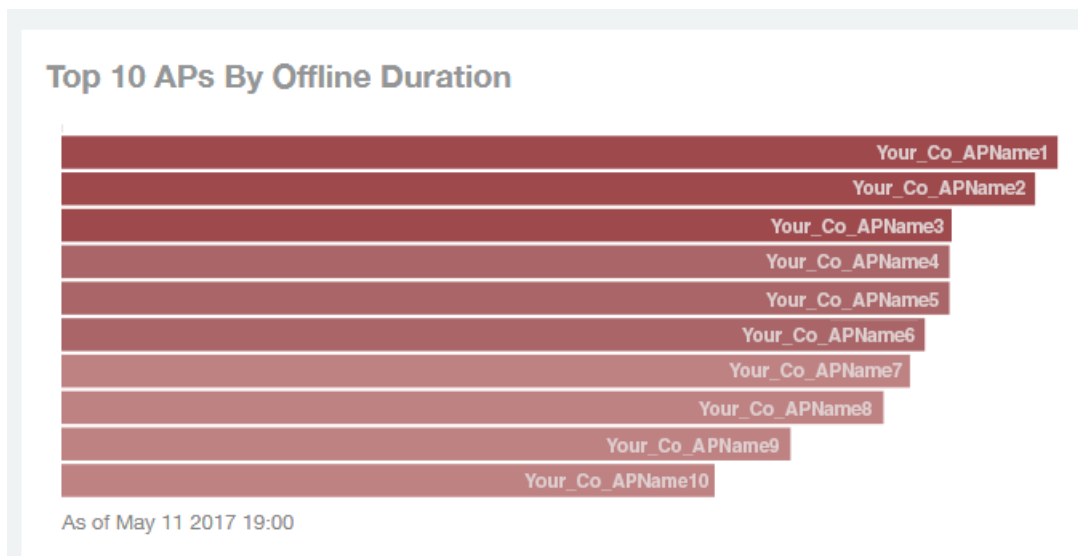 Top 10 APs By Offline Duration
Your_Co_APName1
Your_Co_APName2
Your_Co_APName3
Your_Co_APName4
Your_Co_APName5
Your_Co_APName6
Your_Co_APName7
Your_Co_APName8
Your_Co_APName9
Your_Co_APName10
As of May 11 2017 19:00